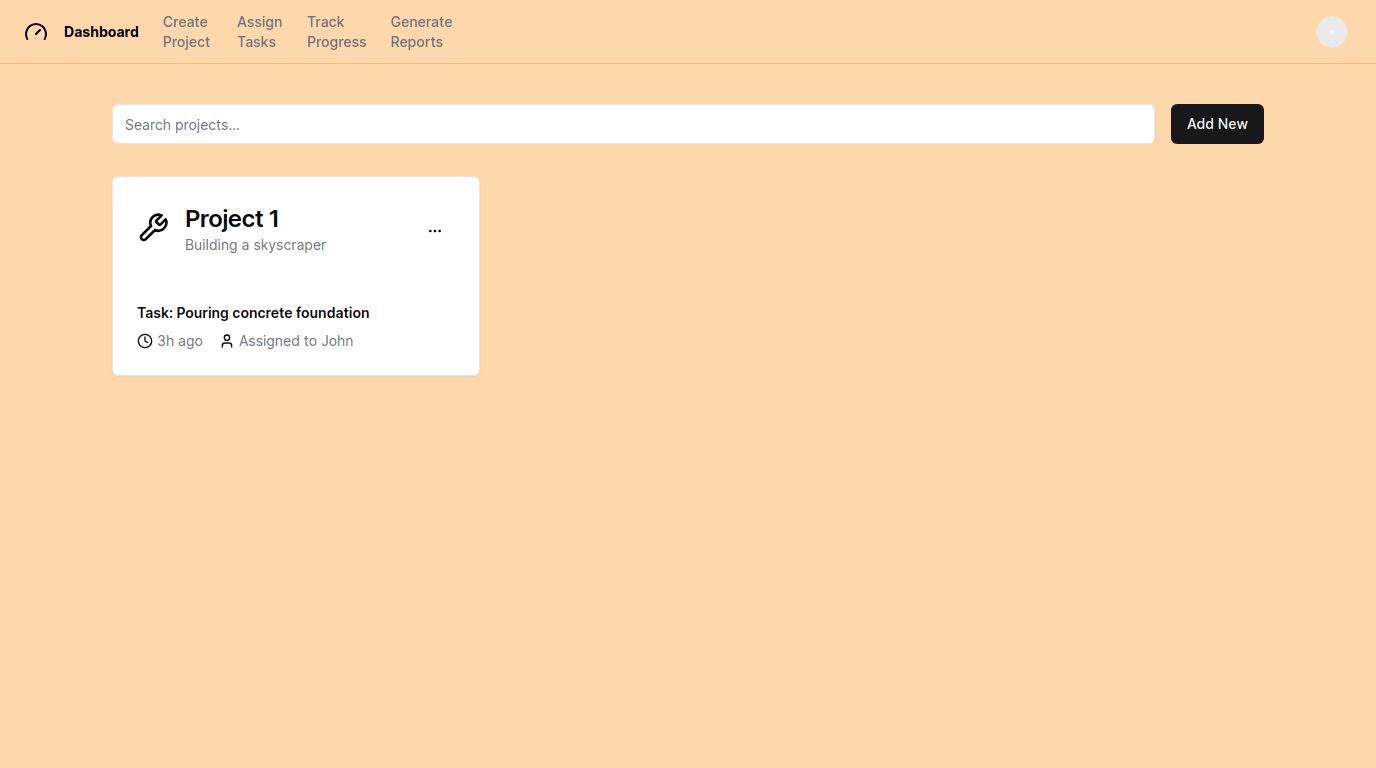 Dashboard
Create
Project
Assign
Tasks
Track
Progress
Generate
Reports
Search projects...
Add New
Project 1
Building a skyscraper
Task: Pouring concrete foundation
3h ago
Assigned to John